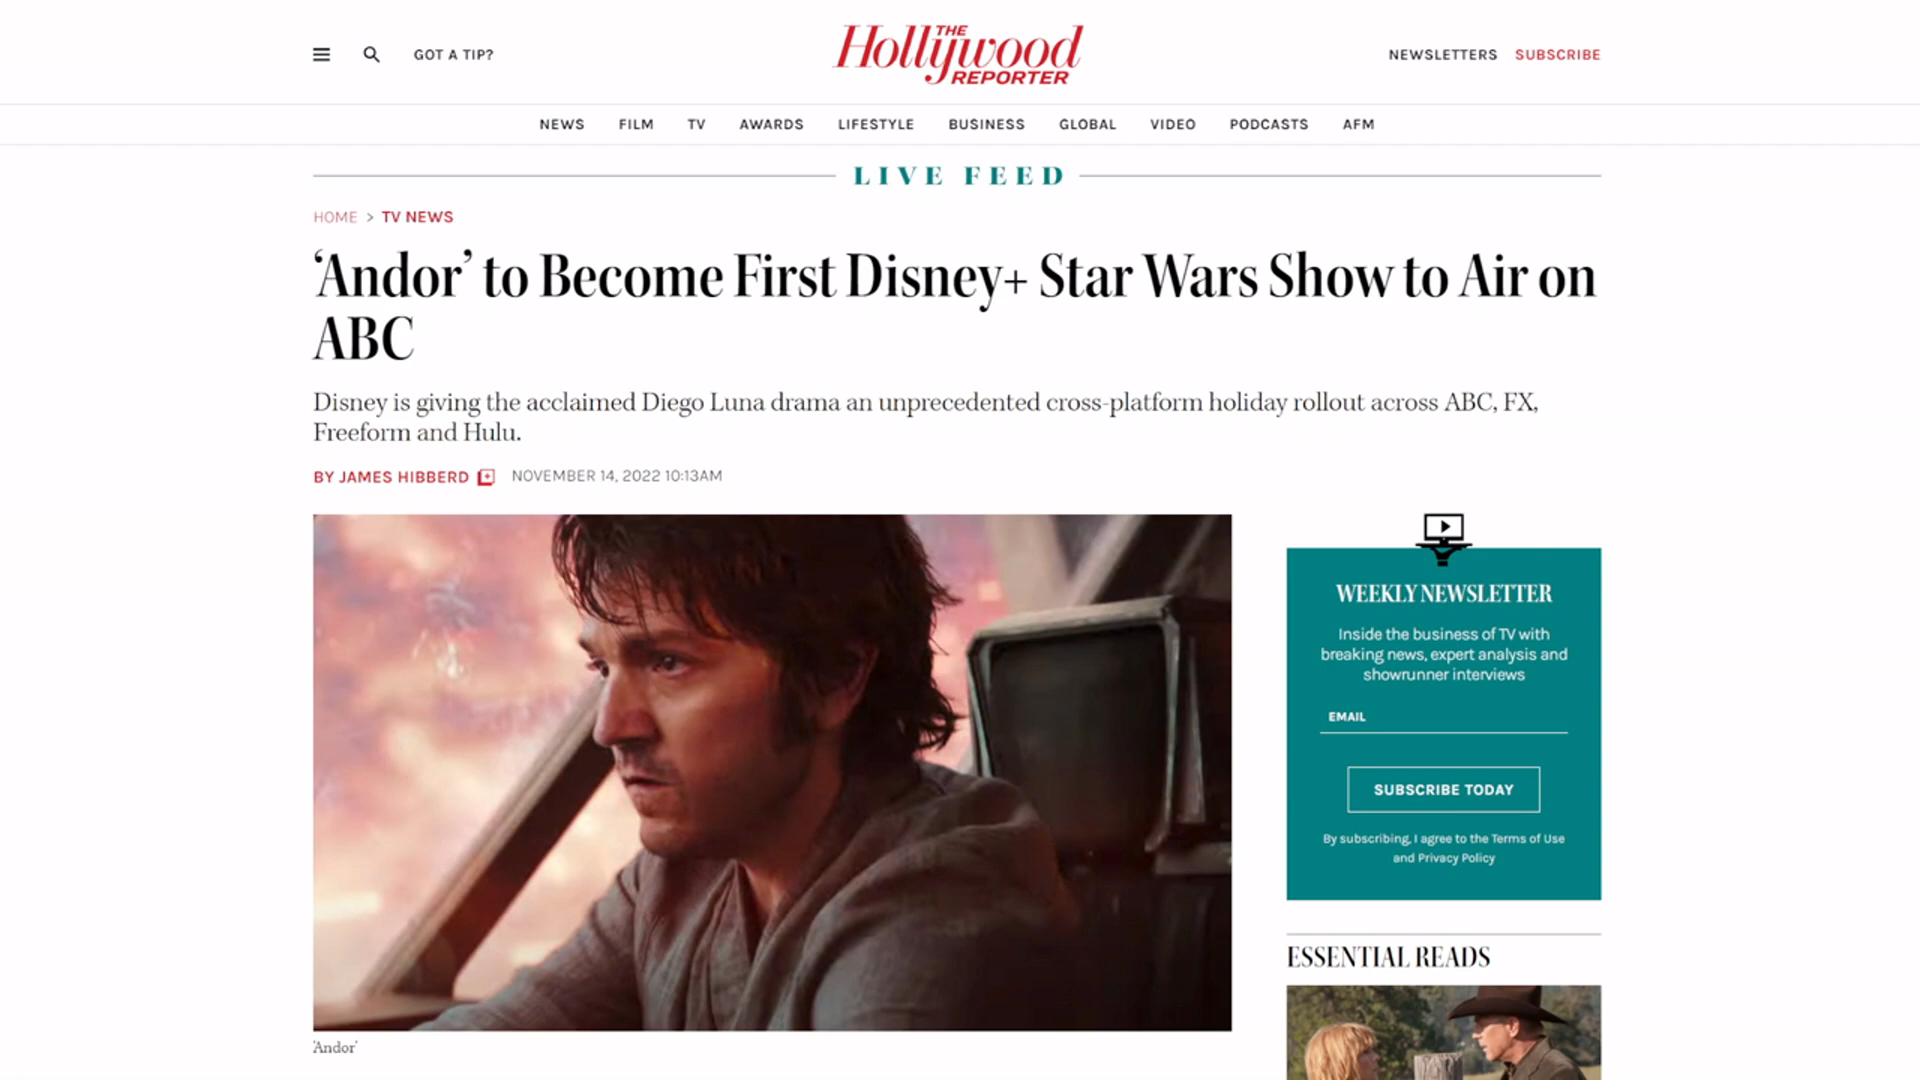 GOT A TIP?
THE
Hollywood
REPORTER
NEWSLETTERS SUBSCRIBE
NEWS FILM TV AWARDS LIFESTYLE BUSINESS GLOBAL VIDEO PODCASTS AFM
LIVE FEED
HOME > TV NEWS
‘Andor’ to Become First Disney+ Star Wars Show to Air on
ABC
Disney is giving the acclaimed Diego Luna drama an unprecedented cross-platform holiday rollout across ABC, FX,
Freeform and Hulu.
BY JAMES HIBBERD NOVEMBER 14, 2022 10:13AM
'Andor'
WEEKLY NEWSLETTER
Inside the business of TV with
breaking news, expert analysis and
showrunner interviews
EMAIL
SUBSCRIBE TODAY
By subscribing, I agree to the Terms of Use
and Privacy Policy
ESSENTIAL READS